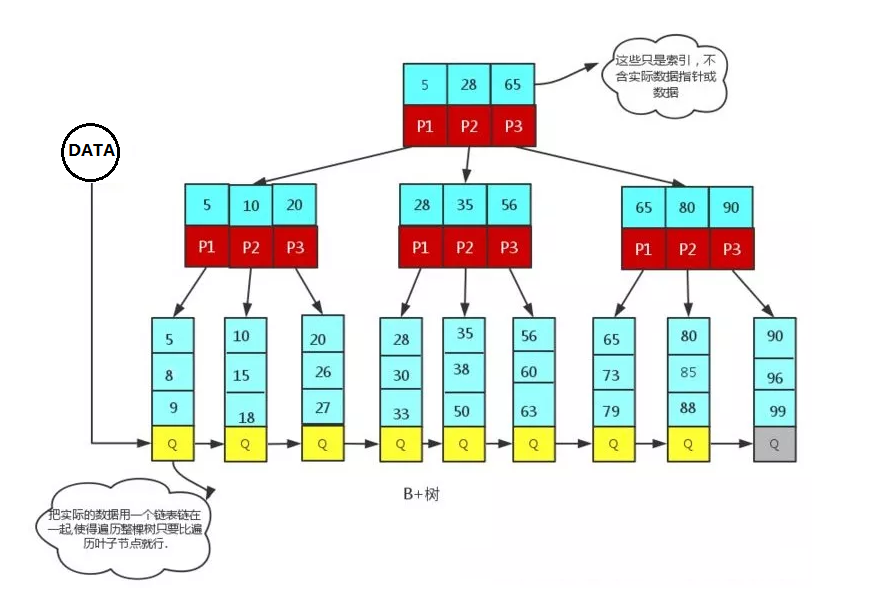 5 28 65
P1 P2 P3
这些只是索引，不
含实际数据指针或
数据
DATA
5 10 20
P1 P2 P3
28 35 56
P1 P2 P3
65 80 90
P1 P2 P3
5
8
9
Q
10
15
18
Q
20
26
27
Q
28
30
33
Q
35
38
50
Q
56
60
63
Q
65
73
79
Q
80
85
88
Q
90
96
99
Q
B+树
把实际的数据用一个链表链在
一起,使得遍历整棵树只要比遍
历叶子节点就行.